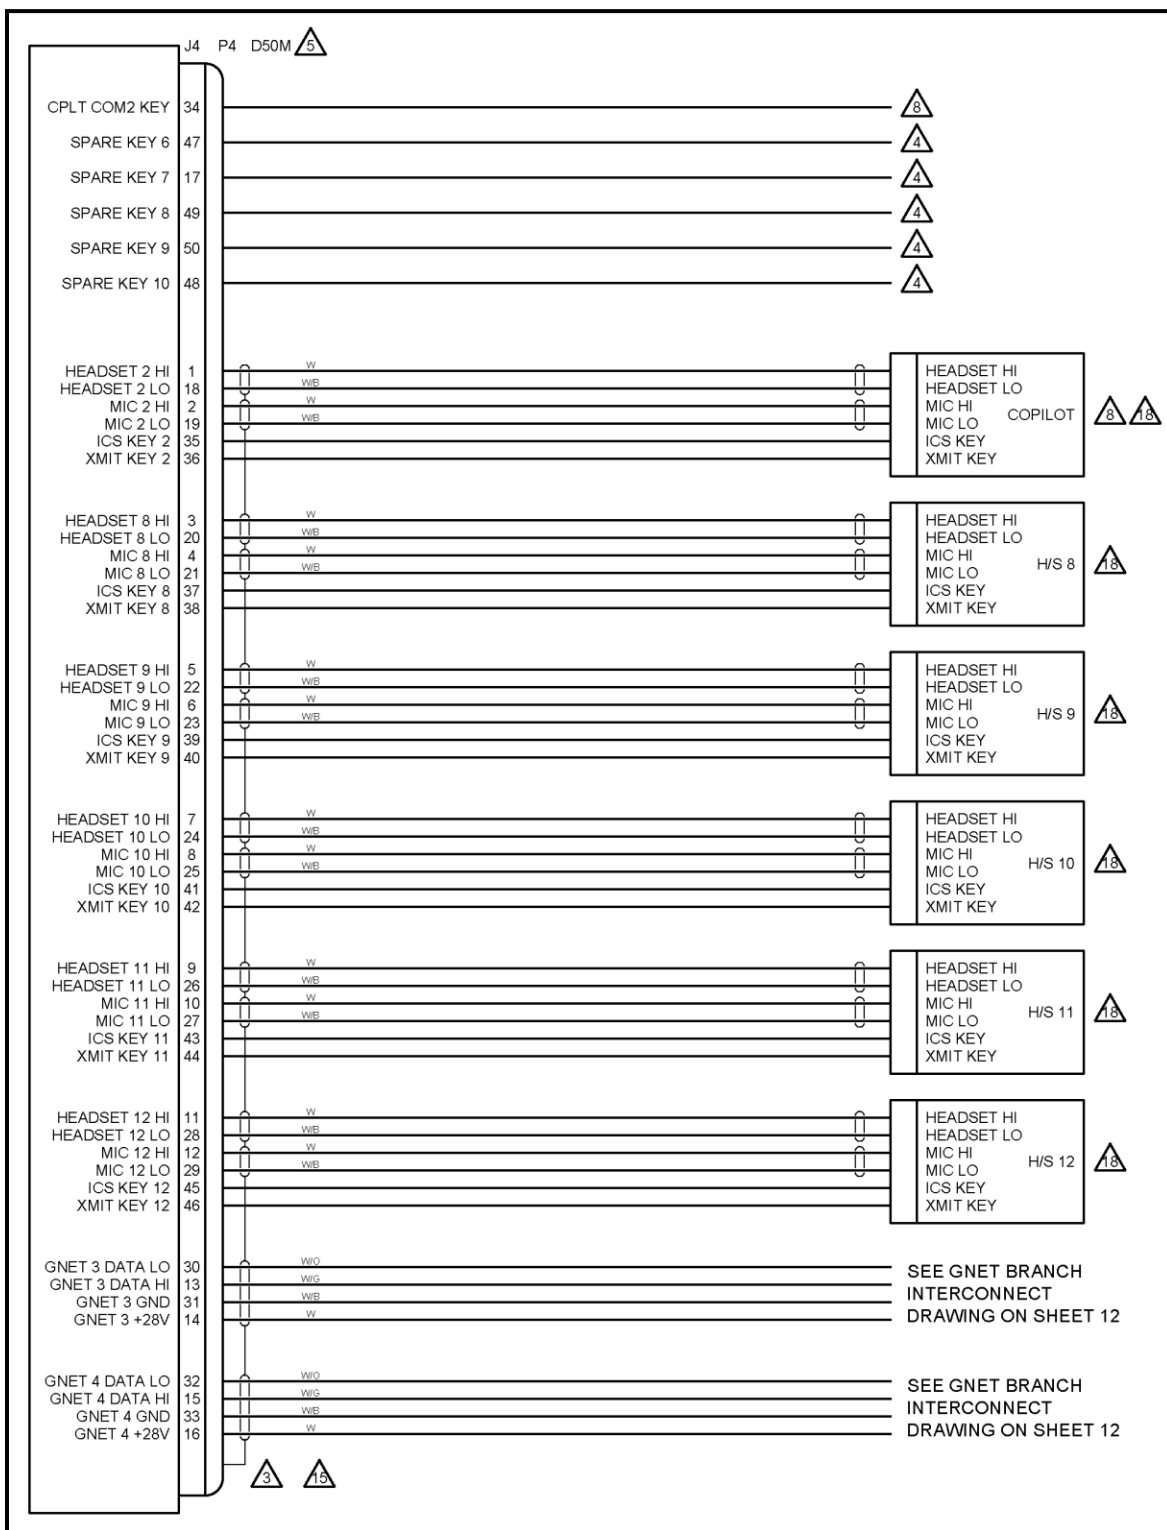 J4 P4 D50M 5
CPLT COM2 KEY 34 8
SPARE KEY 6 47 4
SPARE KEY 7 17 4
SPARE KEY 8 49 4
SPARE KEY 9 50 4
SPARE KEY 10 48 4
HEADSET 2 HI 1 W HEADSET HI
HEADSET 2 LO 18 W/B HEADSET LO
MIC 2 HI 2 W MIC HI
COPILOT 8 18
MIC 2 LO 19 W/B MIC LO
ICS KEY 2 35 ICS KEY
XMIT KEY 2 36 XMIT KEY
HEADSET 8 HI 3 W HEADSET HI
HEADSET 8 LO 20 W/B HEADSET LO
MIC 8 HI 4 W MIC HI
H/S 8 18
MIC 8 LO 21 W/B MIC LO
ICS KEY 8 37 ICS KEY
XMIT KEY 8 38 XMIT KEY
HEADSET 9 HI 5 W HEADSET HI
HEADSET 9 LO 22 W/B HEADSET LO
MIC 9 HI 6 W MIC HI
H/S 9 18
MIC 9 LO 23 W/B MIC LO
ICS KEY 9 39 ICS KEY
XMIT KEY 9 40 XMIT KEY
HEADSET 10 HI 7 W HEADSET HI
HEADSET 10 LO 24 W/B HEADSET LO
MIC 10 HI 8 W MIC HI
H/S 10 18
MIC 10 LO 25 W/B MIC LO
ICS KEY 10 41 ICS KEY
XMIT KEY 10 42 XMIT KEY
HEADSET 11 HI 9 W HEADSET HI
HEADSET 11 LO 26 W/B HEADSET LO
MIC 11 HI 10 W MIC HI
H/S 11 18
MIC 11 LO 27 W/B MIC LO
ICS KEY 11 43 ICS KEY
XMIT KEY 11 44 XMIT KEY
HEADSET 12 HI 11 W HEADSET HI
HEADSET 12 LO 28 W/B HEADSET LO
MIC 12 HI 12 W MIC HI
H/S 12 18
MIC 12 LO 29 W/B MIC LO
ICS KEY 12 45 ICS KEY
XMIT KEY 12 46 XMIT KEY
GNET 3 DATA LO 30 W/O
GNET 3 DATA HI 13 W/G
GNET 3 GND 31 W/B
GNET 3 +28V 14 W
SEE GNET BRANCH
INTERCONNECT
DRAWING ON SHEET 12
GNET 4 DATA LO 32 W/O
GNET 4 DATA HI 15 W/G
GNET 4 GND 33 W/B
GNET 4 +28V 16 W
SEE GNET BRANCH
INTERCONNECT
DRAWING ON SHEET 12
3 15